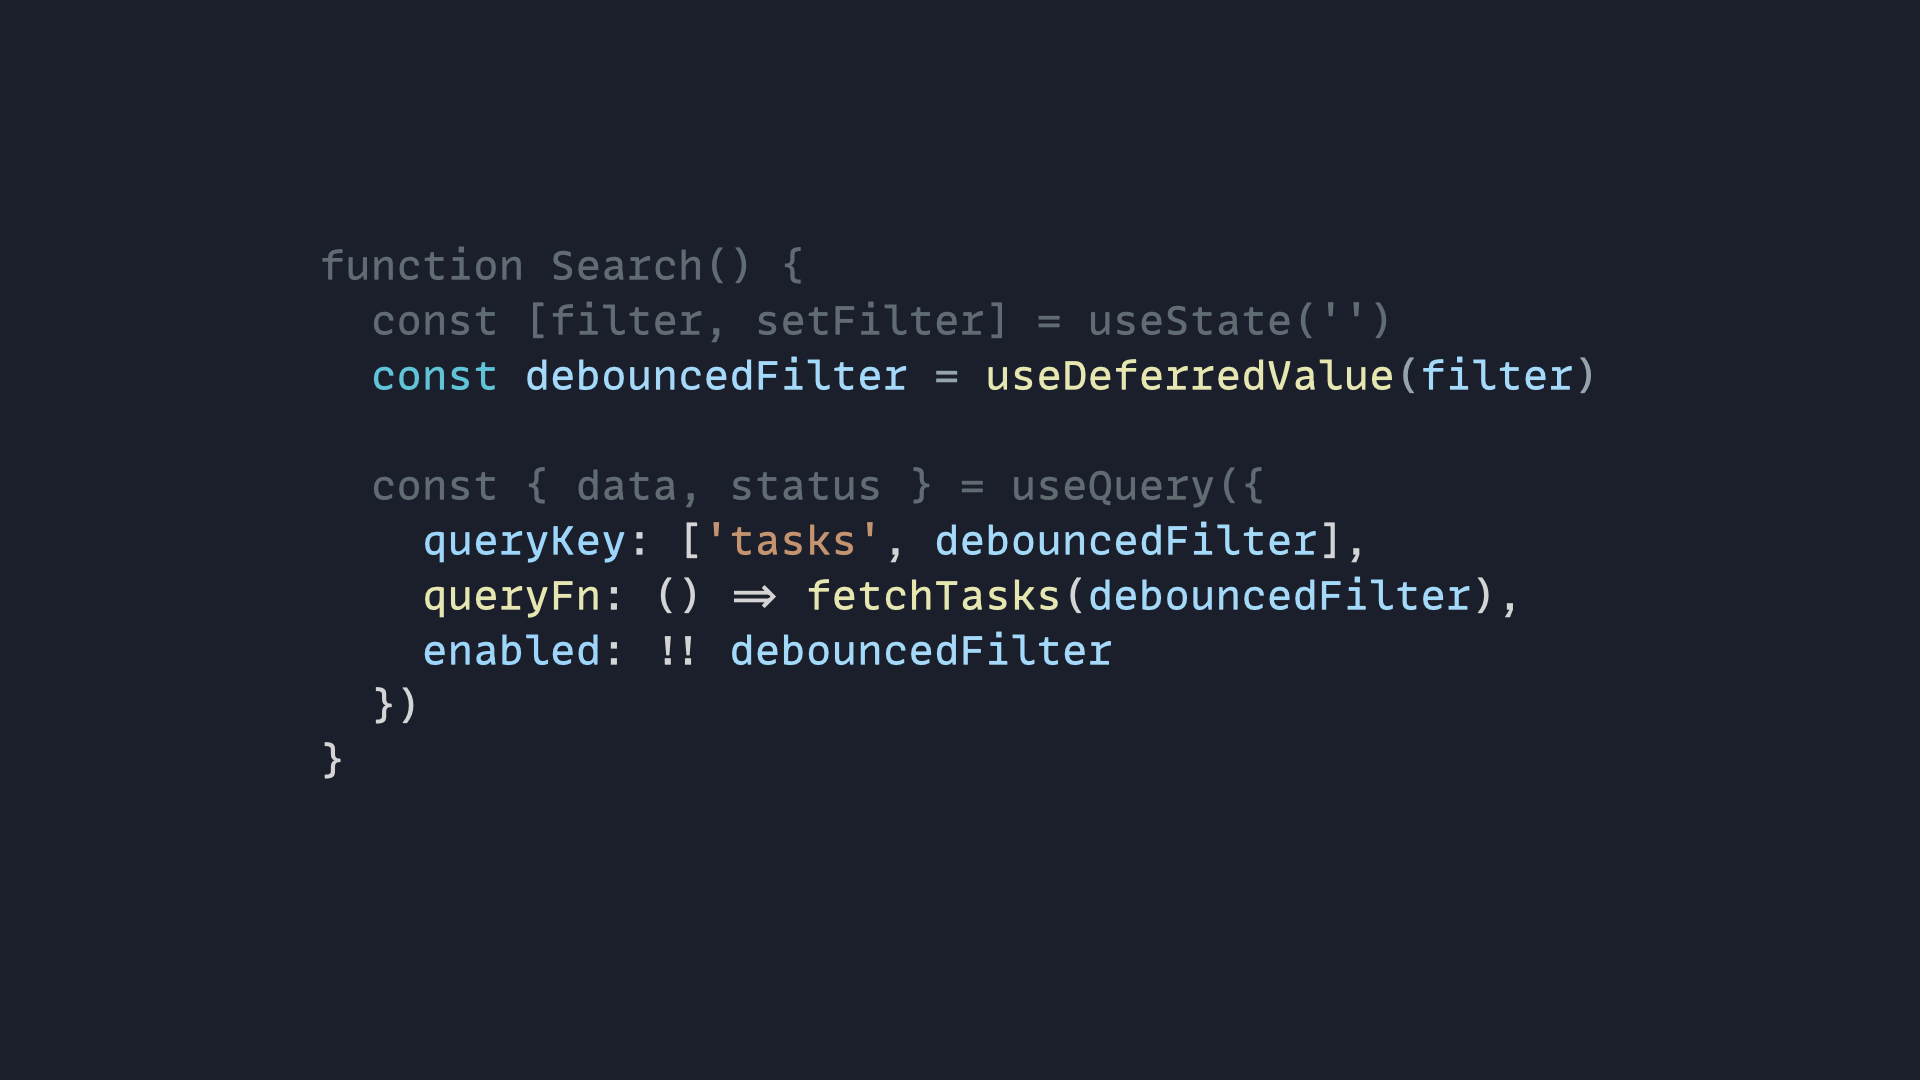 function Search() {
  const [filter, setFilter] = useState('')
  const debouncedFilter = useDeferredValue(filter)

  const { data, status } = useQuery({
    queryKey: ['tasks', debouncedFilter],
    queryFn: () => fetchTasks(debouncedFilter),
    enabled: !! debouncedFilter
  })
}